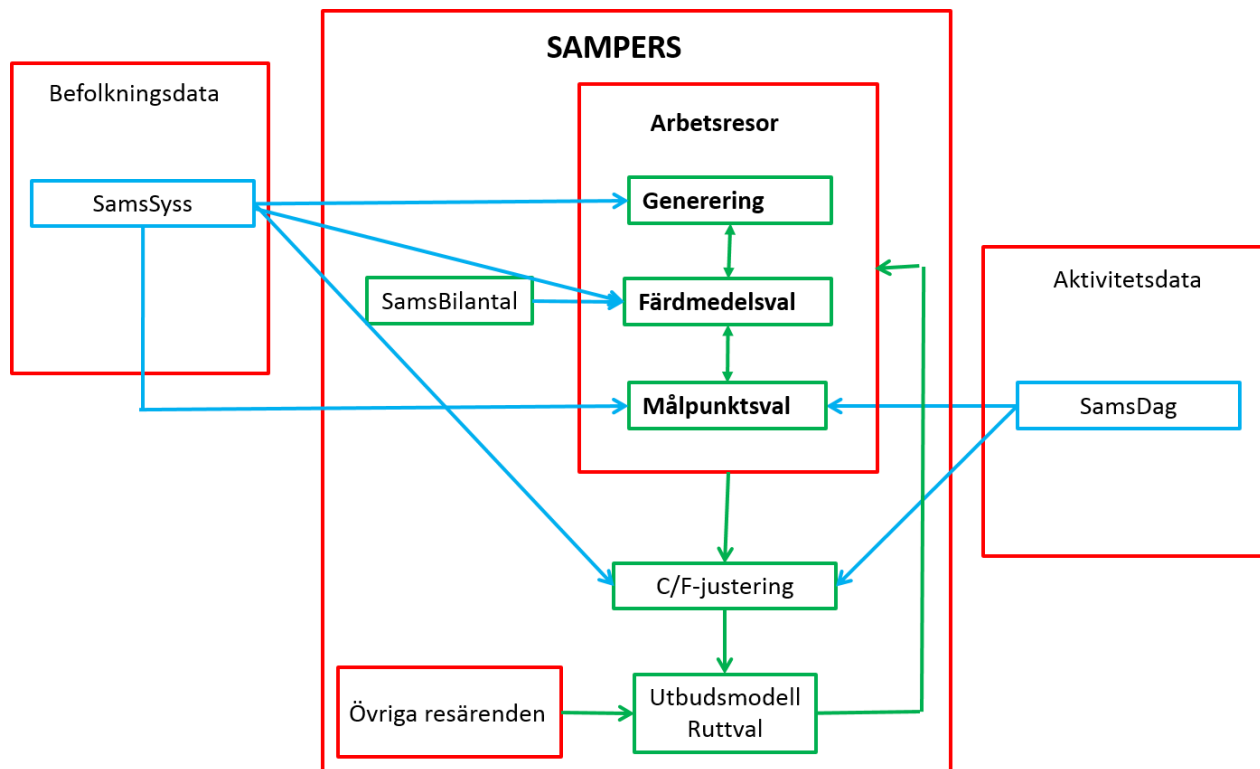 SAMPERS
Befolkningsdata
Arbetsresor
SamsSyss
Generering
SamsBilantal
Färdmedelsval
Aktivitetsdata
Målpunktsval
SamsDag
C/F-justering
Övriga resärenden
Utbudsmodell
Ruttval